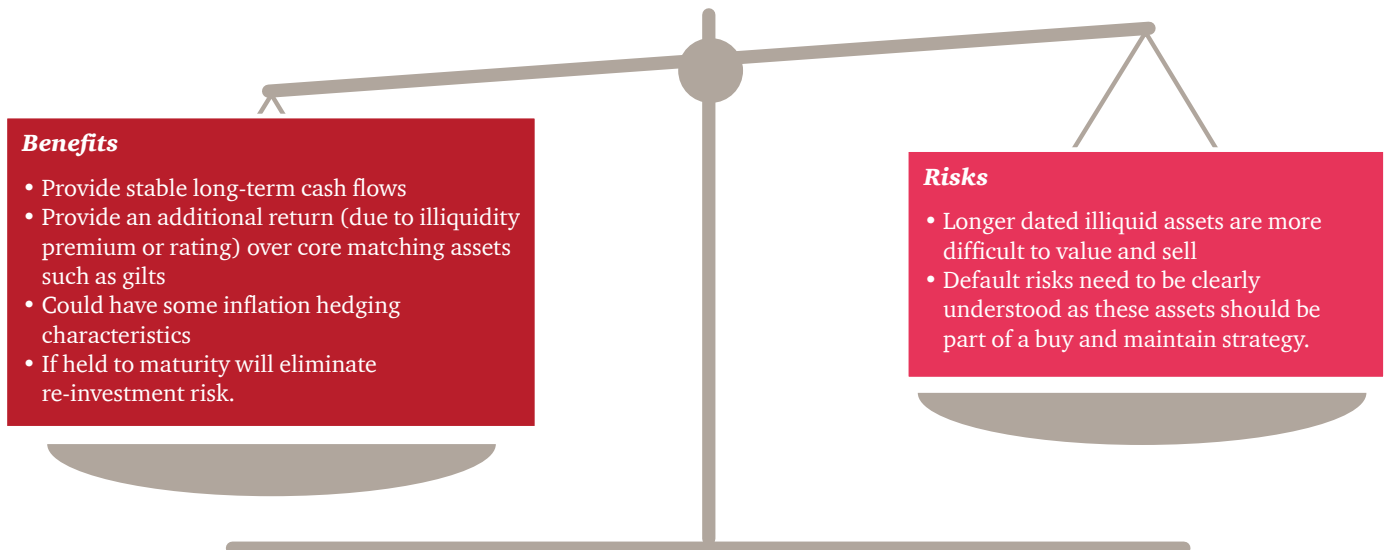 Benefits
• Provide stable long-term cash flows
• Provide an additional return (due to illiquidity
premium or rating) over core matching assets
such as gilts
• Could have some inflation hedging
characteristics
• If held to maturity will eliminate
re-investment risk.
Risks
• Longer dated illiquid assets are more
difficult to value and sell
• Default risks need to be clearly
understood as these assets should be
part of a buy and maintain strategy.